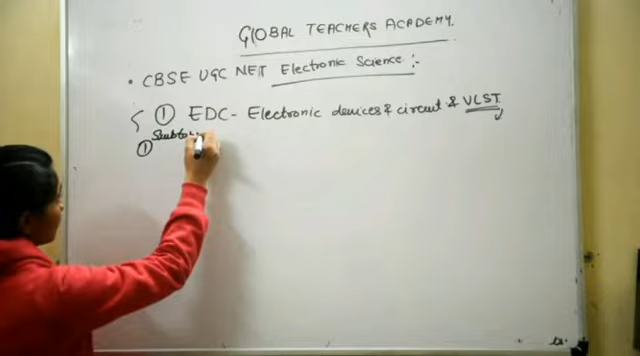 GLOBAL TEACHERS ACADEMY.
• CBSE UGC NET Electronic Science :-
① EDC - Electronic devices & circuit & VLSI
①